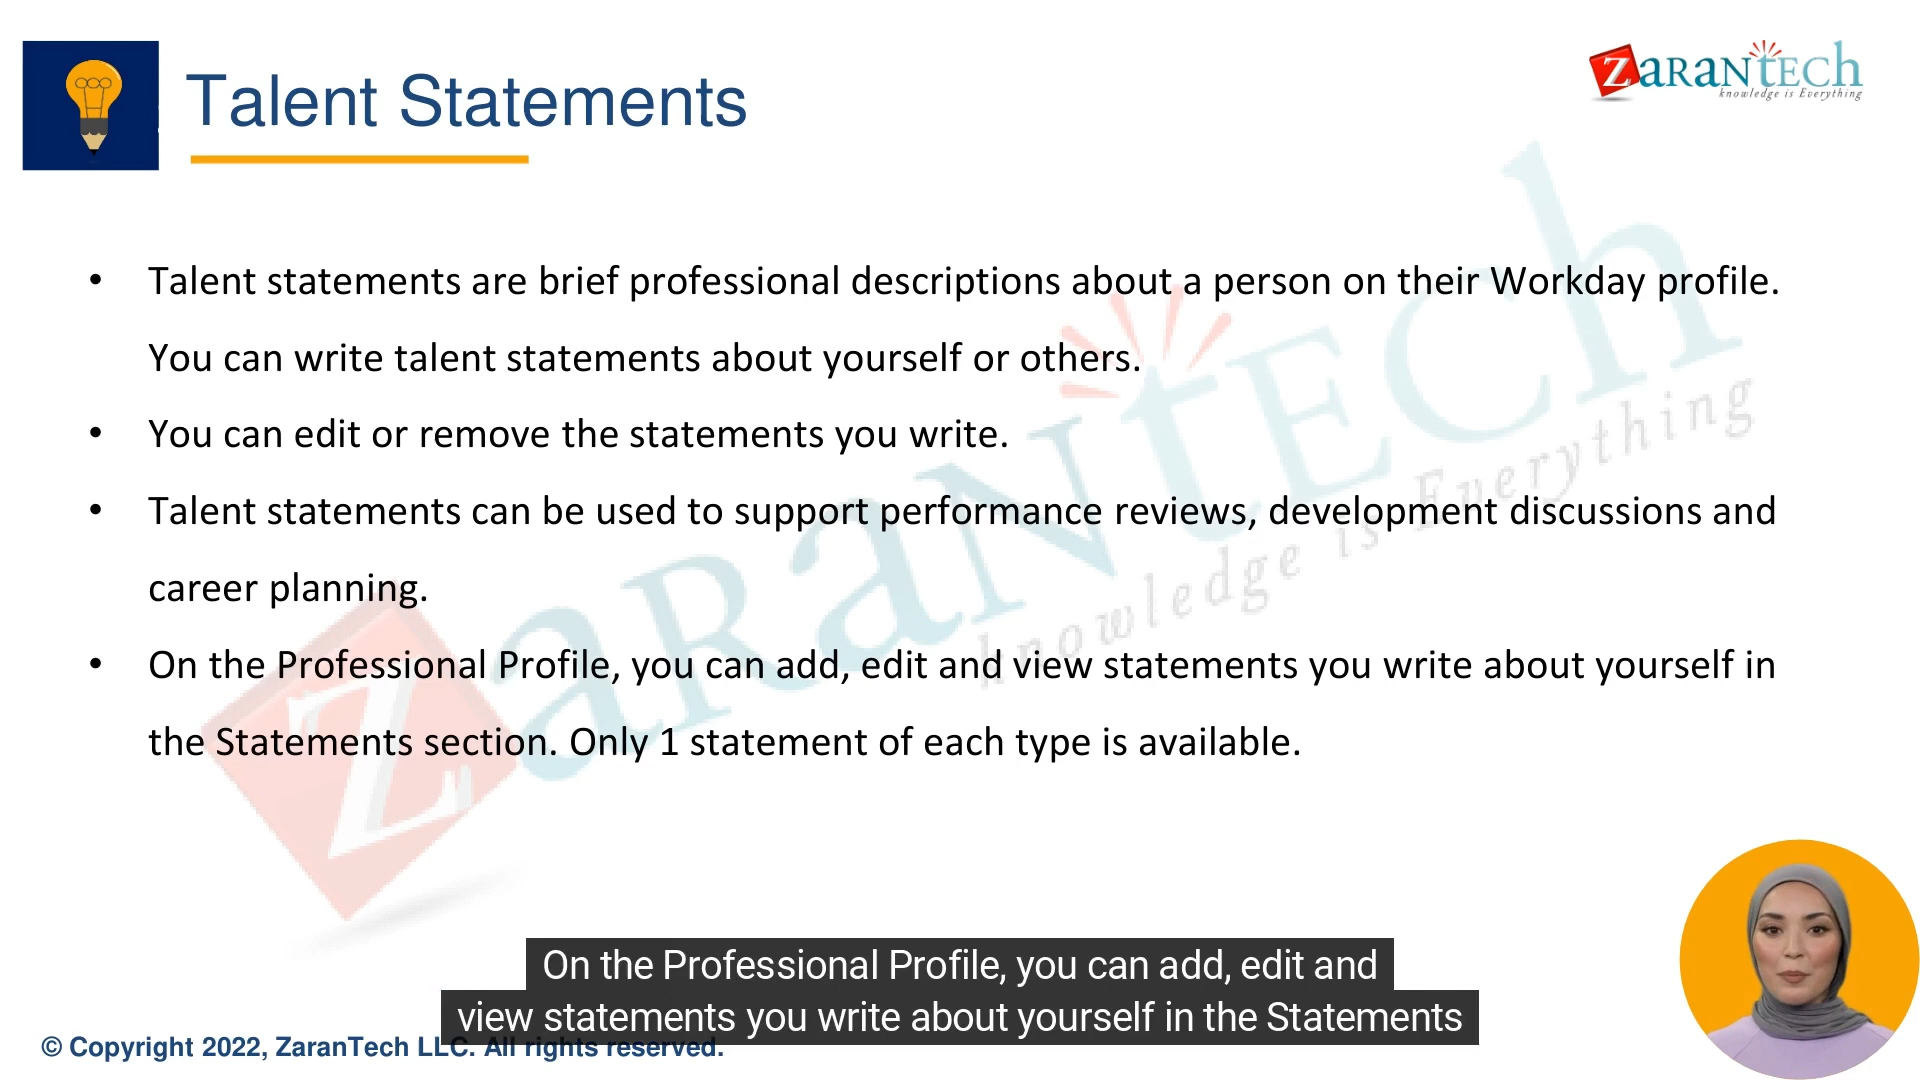 Talent Statements
ZaranTech
knowledge is Everything
• Talent statements are brief professional descriptions about a person on their Workday profile.
You can write talent statements about yourself or others.
• You can edit or remove the statements you write.
• Talent statements can be used to support performance reviews, development discussions and
career planning.
• On the Professional Profile, you can add, edit and view statements you write about yourself in
the Statements section. Only 1 statement of each type is available.
ZaranTech
knowledge is Everything
On the Professional Profile, you can add, edit and
view statements you write about yourself in the Statements
© Copyright 2022, ZaranTech LLC. All rights reserved.